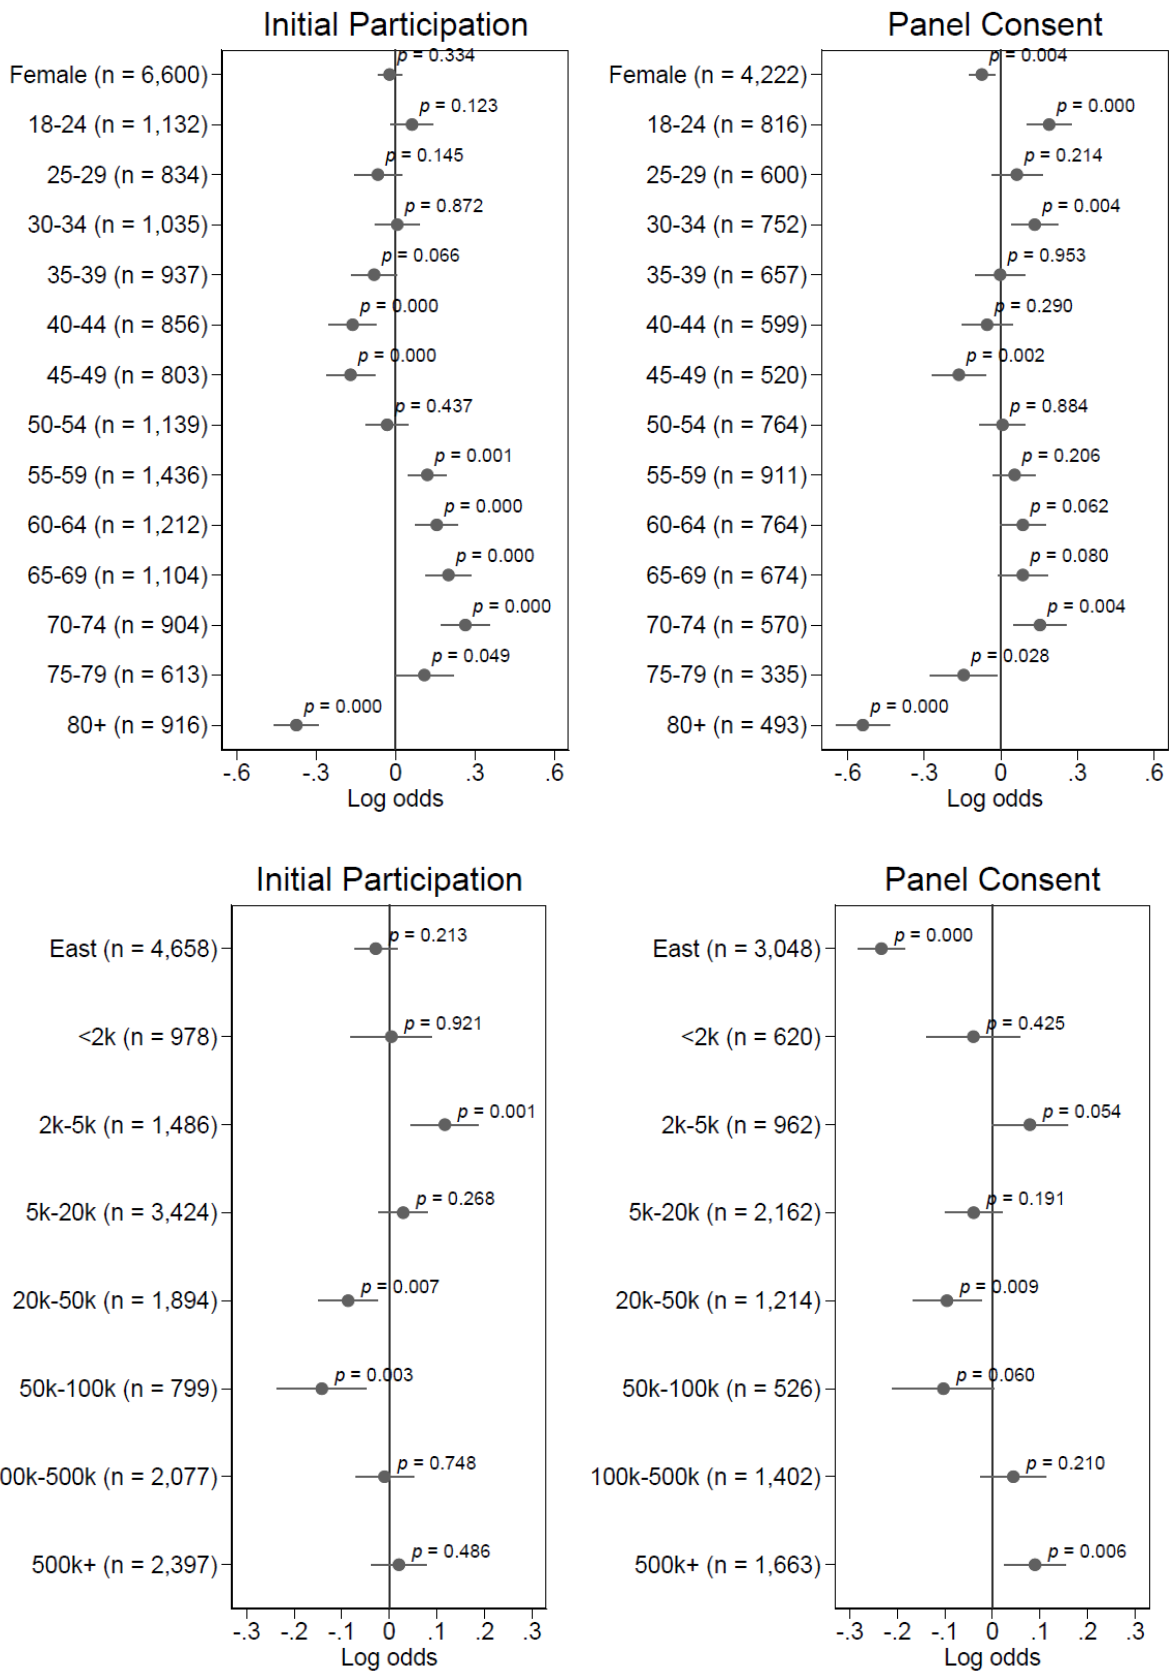 Initial Participation
Female (n = 6,600)
p = 0.334
18-24 (n = 1,132)
p = 0.123
25-29 (n = 834)
p = 0.145
30-34 (n = 1,035)
p = 0.872
35-39 (n = 937)
p = 0.066
40-44 (n = 856)
p = 0.000
45-49 (n = 803)
p = 0.000
50-54 (n = 1,139)
p = 0.437
55-59 (n = 1,436)
p = 0.001
60-64 (n = 1,212)
p = 0.000
65-69 (n = 1,104)
p = 0.000
70-74 (n = 904)
p = 0.000
75-79 (n = 613)
p = 0.049
80+ (n = 916)
p = 0.000
-.6 -.3 0 .3 .6
Log odds
Panel Consent
Female (n = 4,222)
p = 0.004
18-24 (n = 816)
p = 0.000
25-29 (n = 600)
p = 0.214
30-34 (n = 752)
p = 0.004
35-39 (n = 657)
p = 0.953
40-44 (n = 599)
p = 0.290
45-49 (n = 520)
p = 0.002
50-54 (n = 764)
p = 0.884
55-59 (n = 911)
p = 0.206
60-64 (n = 764)
p = 0.062
65-69 (n = 674)
p = 0.080
70-74 (n = 570)
p = 0.004
75-79 (n = 335)
p = 0.028
80+ (n = 493)
p = 0.000
-.6 -.3 0 .3 .6
Log odds
Initial Participation
East (n = 4,658)
p = 0.213
<2k (n = 978)
p = 0.921
2k-5k (n = 1,486)
p = 0.001
5k-20k (n = 3,424)
p = 0.268
20k-50k (n = 1,894)
p = 0.007
50k-100k (n = 799)
p = 0.003
00k-500k (n = 2,077)
p = 0.748
500k+ (n = 2,397)
p = 0.486
-.3 -.2 -.1 0 .1 .2 .3
Log odds
Panel Consent
East (n = 3,048)
p = 0.000
<2k (n = 620)
p = 0.425
2k-5k (n = 962)
p = 0.054
5k-20k (n = 2,162)
p = 0.191
20k-50k (n = 1,214)
p = 0.009
50k-100k (n = 526)
p = 0.060
100k-500k (n = 1,402)
p = 0.210
500k+ (n = 1,663)
p = 0.006
-.3 -.2 -.1 0 .1 .2 .3
Log odds